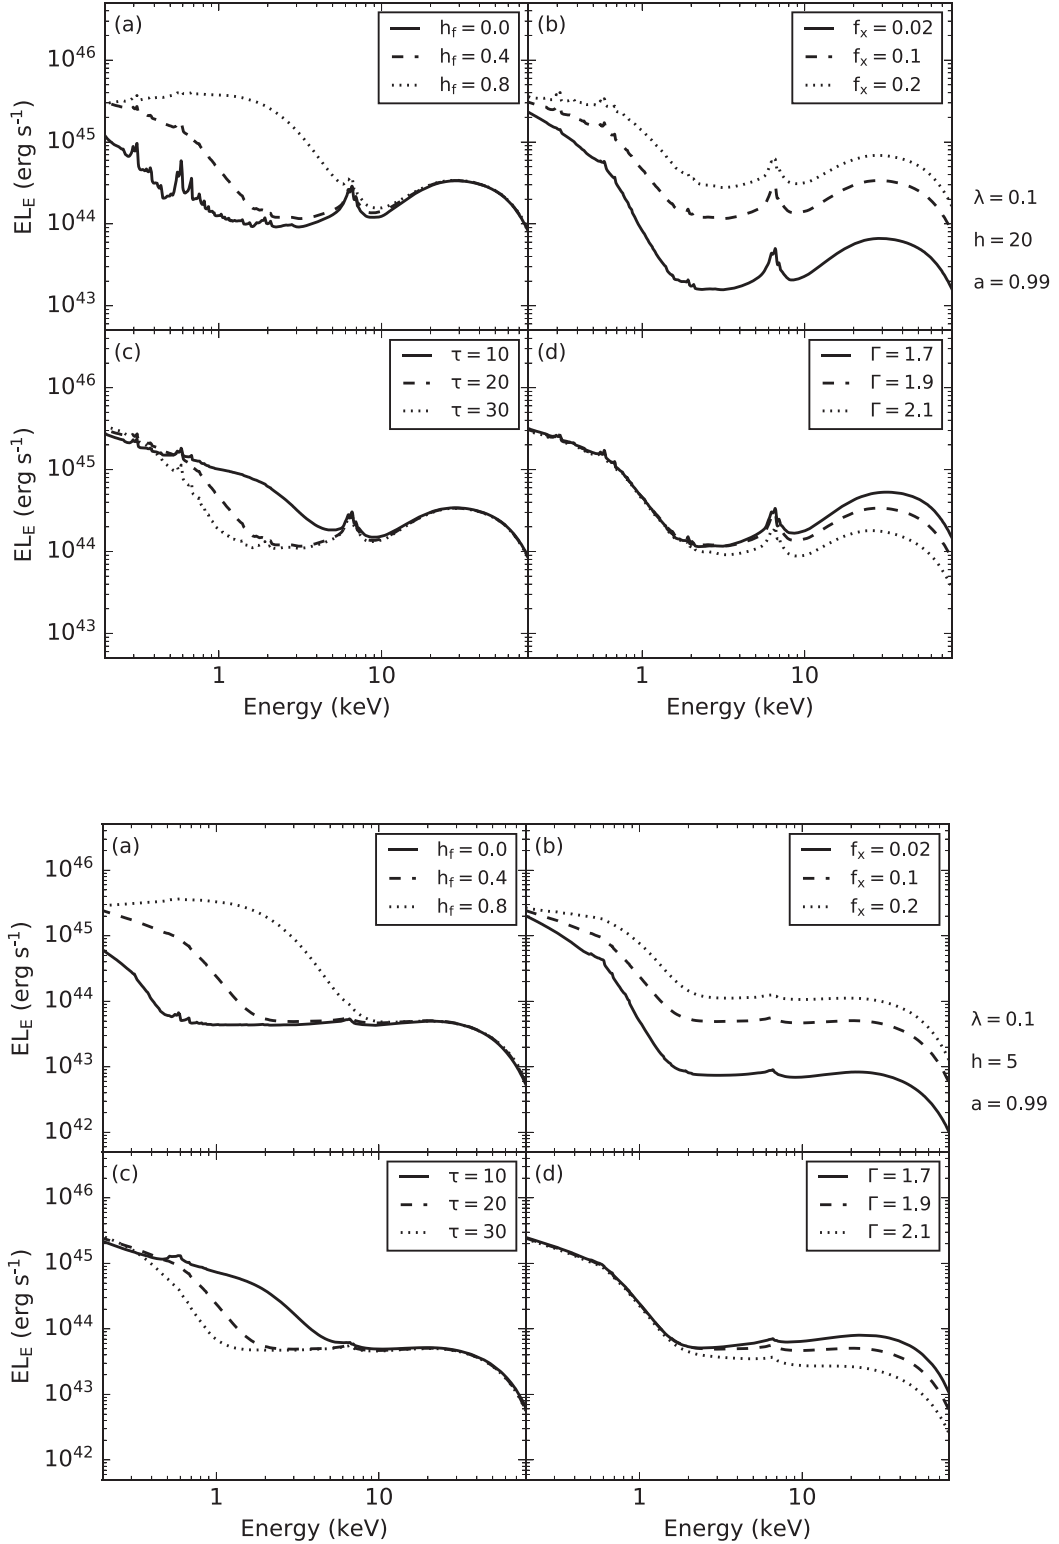 (a)
h_f = 0.0
h_f = 0.4
h_f = 0.8
(b)
f_x = 0.02
f_x = 0.1
f_x = 0.2
10^46
10^45
10^44
10^43
EL_E (erg s^-1)
λ = 0.1
h = 20
a = 0.99
(c)
τ = 10
τ = 20
τ = 30
(d)
Γ = 1.7
Γ = 1.9
Γ = 2.1
10^46
10^45
10^44
10^43
EL_E (erg s^-1)
1 10
1 10
Energy (keV)
Energy (keV)
(a)
h_f = 0.0
h_f = 0.4
h_f = 0.8
(b)
f_x = 0.02
f_x = 0.1
f_x = 0.2
10^46
10^45
10^44
10^43
10^42
EL_E (erg s^-1)
λ = 0.1
h = 5
a = 0.99
(c)
τ = 10
τ = 20
τ = 30
(d)
Γ = 1.7
Γ = 1.9
Γ = 2.1
10^46
10^45
10^44
10^43
10^42
EL_E (erg s^-1)
1 10
1 10
Energy (keV)
Energy (keV)